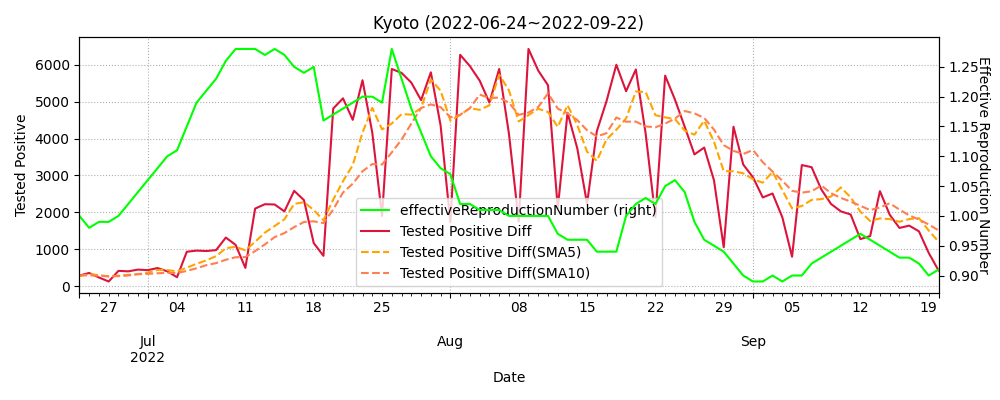 Kyoto (2022-06-24~2022-09-22)
6000
5000
4000
3000
2000
1000
0
Tested Positive
1.25
1.20
1.15
1.10
1.05
1.00
0.95
0.90
Effective Reproduction Number
effectiveReproductionNumber (right)
Tested Positive Diff
Tested Positive Diff(SMA5)
Tested Positive Diff(SMA10)
27 04 11 18 25 08 15 22 29 05 12 19
Jul Aug Sep
2022
Date